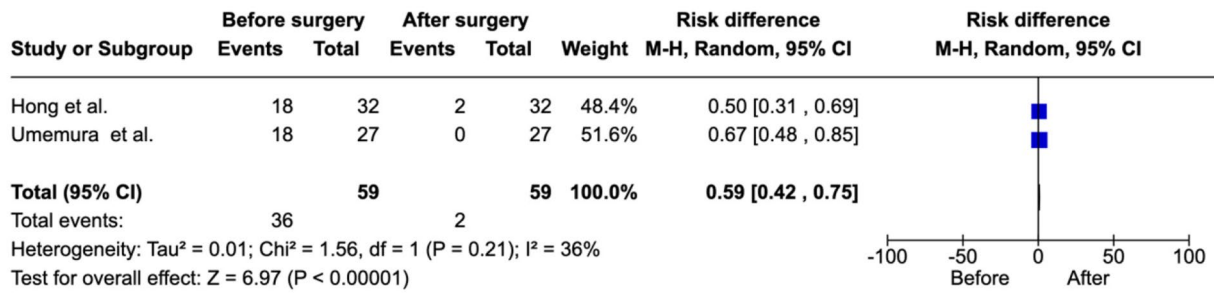 Before surgery After surgery Risk difference Risk difference
Study or Subgroup Events Total Events Total Weight M-H, Random, 95% CI M-H, Random, 95% CI
Hong et al. 18 32 2 32 48.4% 0.50 [0.31 , 0.69]
Umemura et al. 18 27 0 27 51.6% 0.67 [0.48 , 0.85]
Total (95% CI) 59 59 100.0% 0.59 [0.42 , 0.75]
Total events: 36 2
Heterogeneity: Tau² = 0.01; Chi² = 1.56, df = 1 (P = 0.21); I² = 36%
Test for overall effect: Z = 6.97 (P < 0.00001)
-100 -50 0 50 100
Before After